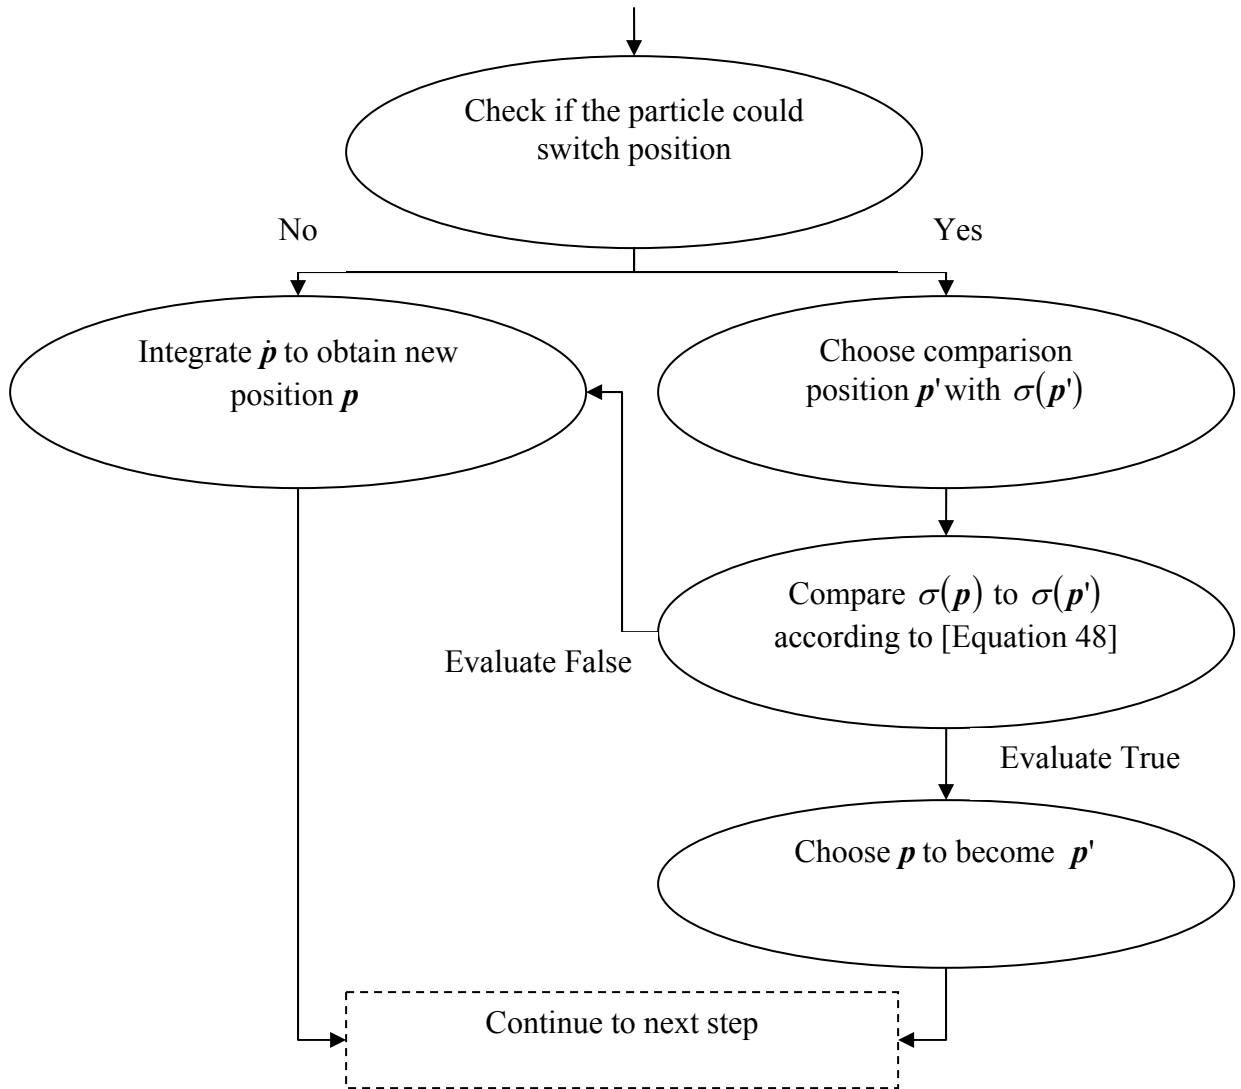 Check if the particle could
switch position
No
Yes
Integrate ṗ to obtain new
position p
Choose comparison
position p' with σ(p')
Compare σ(p) to σ(p')
according to [Equation 48]
Evaluate False
Evaluate True
Choose p to become p'
Continue to next step